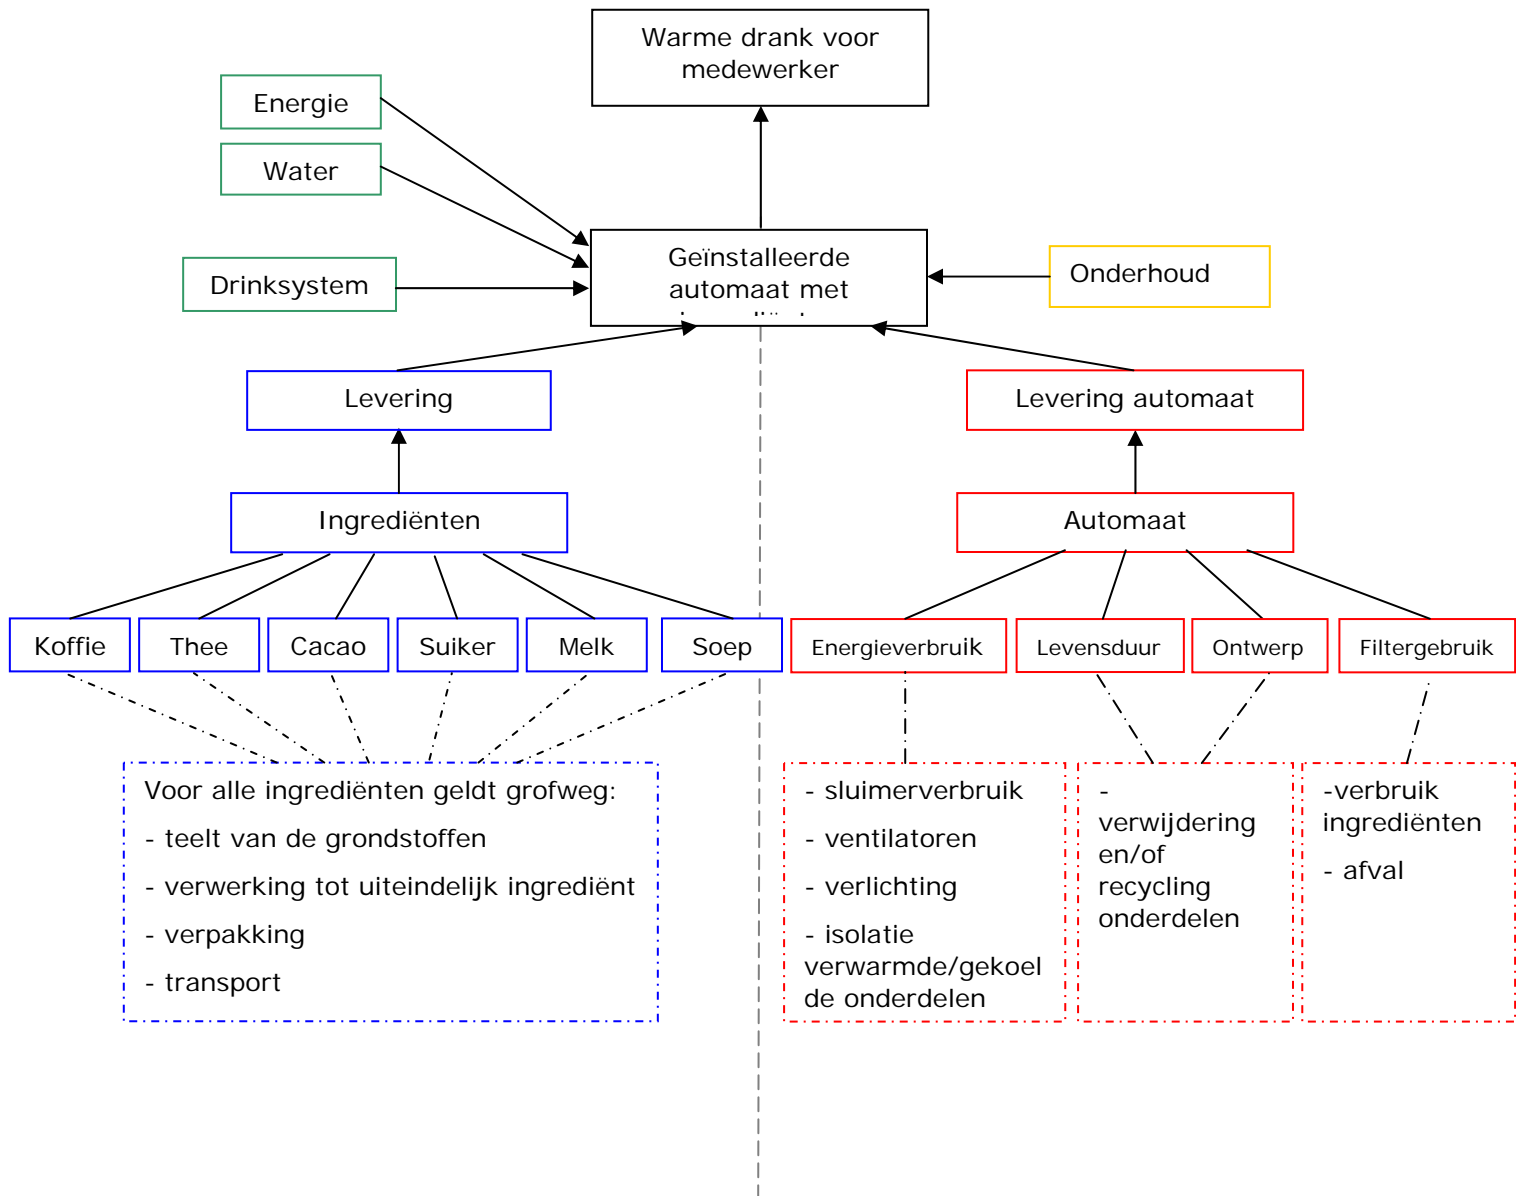 Warme drank voor
medewerker
Energie
Water
Drinksystem
Geïnstalleerde
automaat met
Onderhoud
Levering
Levering automaat
Ingrediënten
Automaat
Koffie
Thee
Cacao
Suiker
Melk
Soep
Energieverbruik
Levensduur
Ontwerp
Filtergebruik
Voor alle ingrediënten geldt grofweg:
- teelt van de grondstoffen
- verwerking tot uiteindelijk ingrediënt
- verpakking
- transport
- sluimerverbruik
- ventilatoren
- verlichting
- isolatie
verwarmde/gekoel
de onderdelen
-
verwijdering
en/of
recycling
onderdelen
-verbruik
ingrediënten
- afval